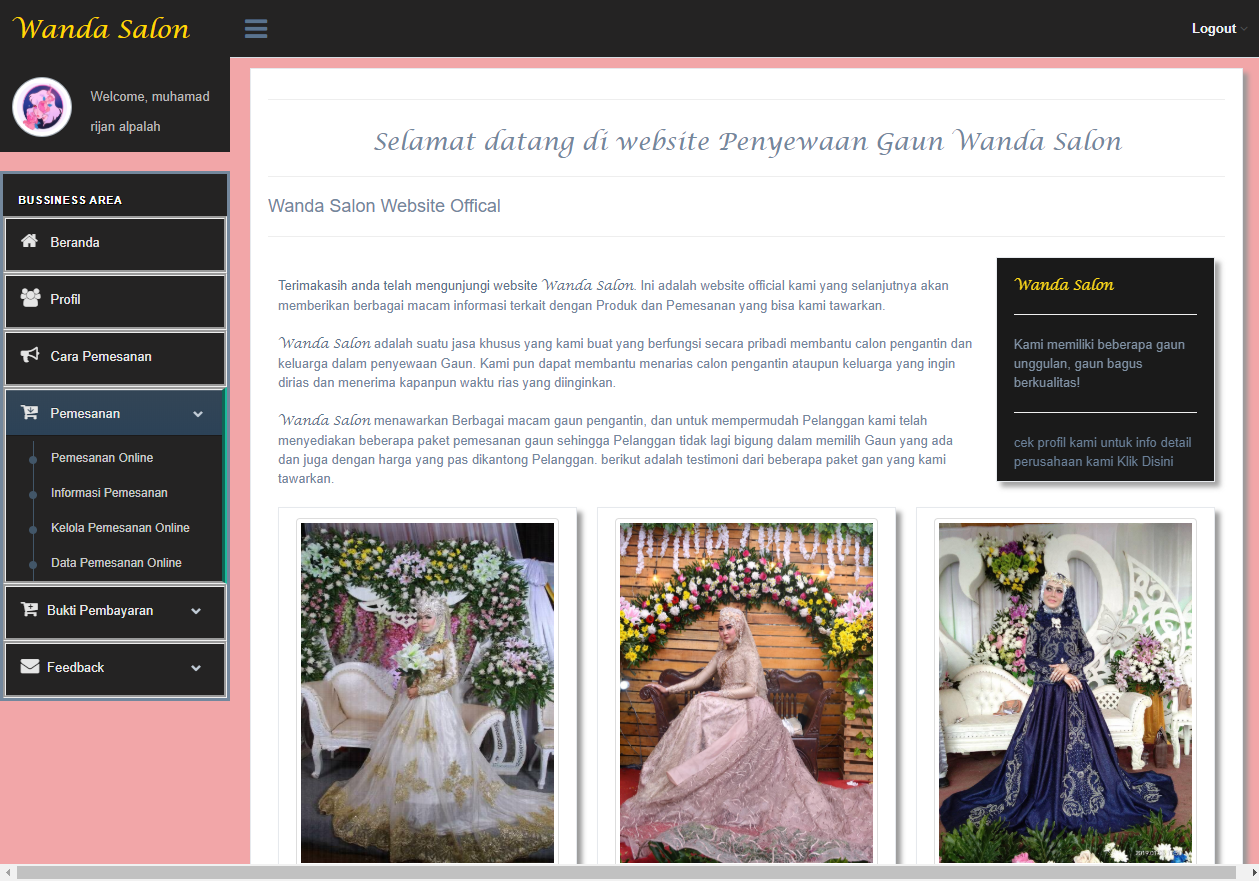 Wanda Salon
Logout
Welcome, muhamad
rijan alpalah
BUSSINESS AREA
Beranda
Profil
Cara Pemesanan
Pemesanan
Pemesanan Online
Informasi Pemesanan
Kelola Pemesanan Online
Data Pemesanan Online
Bukti Pembayaran
Feedback
Selamat datang di website Penyewaan Gaun Wanda Salon
Wanda Salon Website Offical
Terimakasih anda telah mengunjungi website Wanda Salon. Ini adalah website official kami yang selanjutnya akan
memberikan berbagai macam informasi terkait dengan Produk dan Pemesanan yang bisa kami tawarkan.
Wanda Salon adalah suatu jasa khusus yang kami buat yang berfungsi secara pribadi membantu calon pengantin dan
keluarga dalam penyewaan Gaun. Kami pun dapat membantu menarias calon pengantin ataupun keluarga yang ingin
dirias dan menerima kapanpun waktu rias yang diinginkan.
Wanda Salon menawarkan Berbagai macam gaun pengantin, dan untuk mempermudah Pelanggan kami telah
menyediakan beberapa paket pemesanan gaun sehingga Pelanggan tidak lagi bigung dalam memilih Gaun yang ada
dan juga dengan harga yang pas dikantong Pelanggan. berikut adalah testimoni dari beberapa paket gan yang kami
tawarkan.
Wanda Salon
Kami memiliki beberapa gaun
unggulan, gaun bagus
berkualitas!
cek profil kami untuk info detail
perusahaan kami Klik Disini